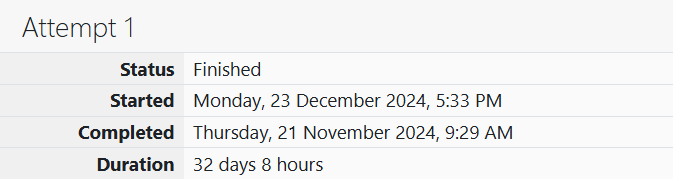 Attempt 1
Status Finished
Started Monday, 23 December 2024, 5:33 PM
Completed Thursday, 21 November 2024, 9:29 AM
Duration 32 days 8 hours